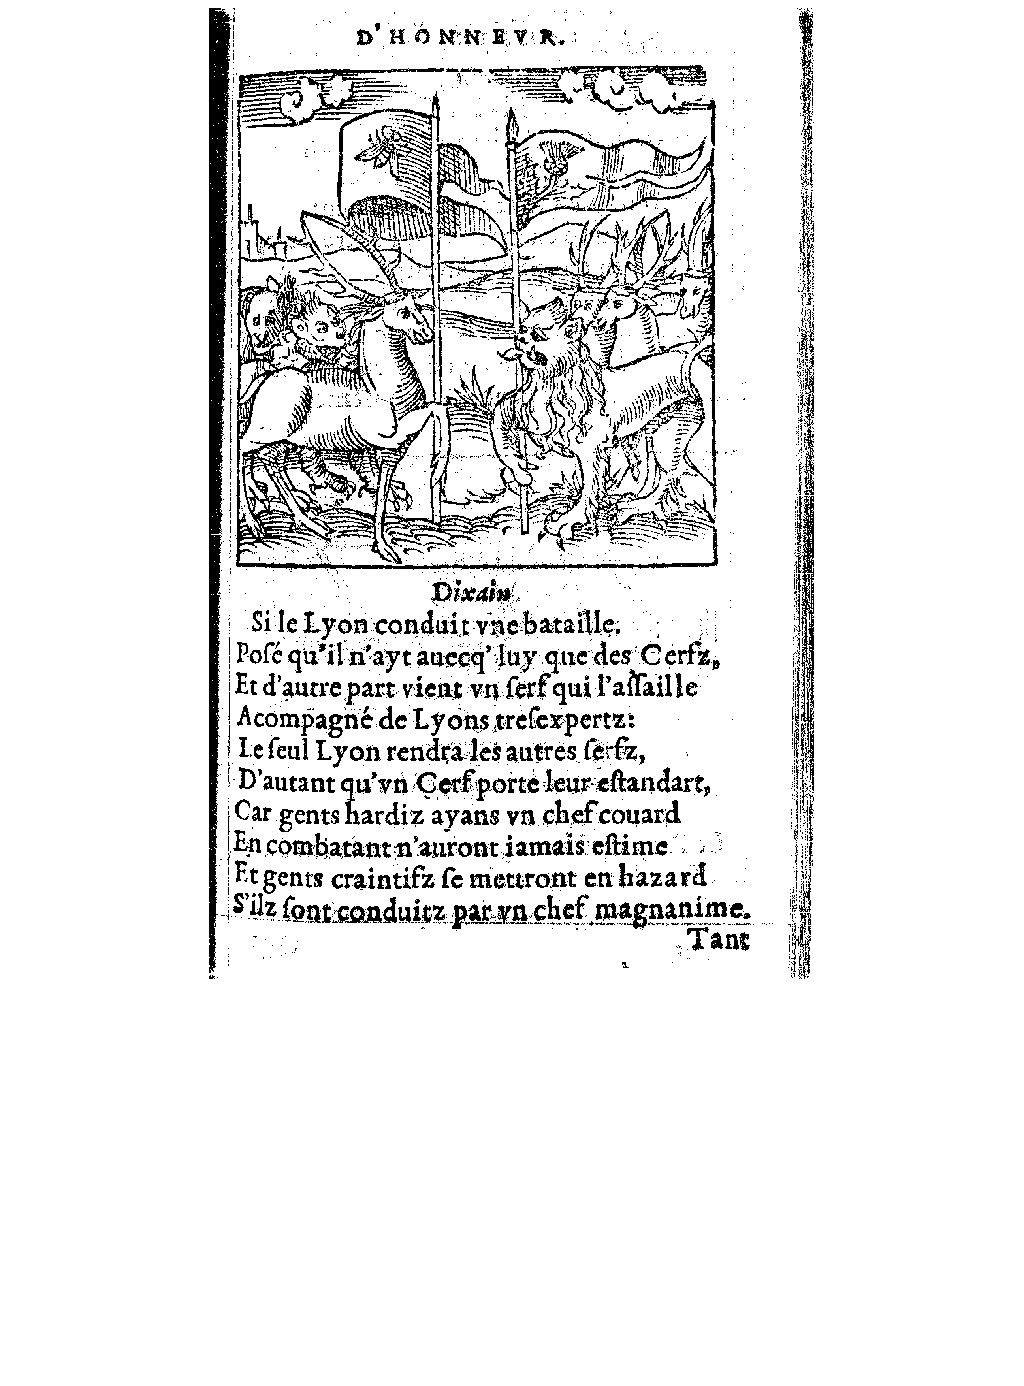 D'HONNEVR.
Dixain.
Si le Lyon conduit vne bataille,
Poſé qu'il n'ayt auecq' luy que des Cerfz,
Et d'autre part vient vn ſerf qui l'aſſaille
Acompagné de Lyons treſexpertz:
Le ſeul Lyon rendra les autres ſerfz,
D'autant qu'vn Cerf porte leur eſtandart,
Car gents hardiz ayans vn chef couard
En combatant n'auront iamais eſtime
Et gents craintifz ſe mettront en hazard
S'ilz ſont conduitz par vn chef magnanime.
Tant